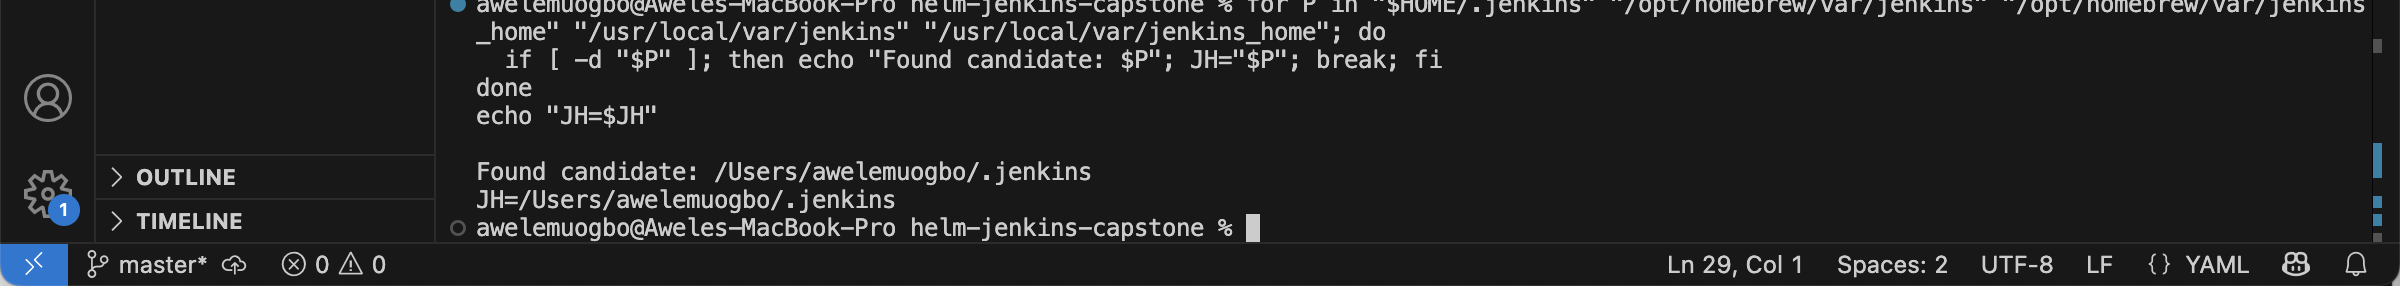 awelemuogbo@Aweles-MacBook-Pro helm-jenkins-capstone % for P in "$HOME/.jenkins" "/opt/homebrew/var/jenkins" "/opt/homebrew/var/jenkins
_home" "/usr/local/var/jenkins" "/usr/local/var/jenkins_home"; do
  if [ -d "$P" ]; then echo "Found candidate: $P"; JH="$P"; break; fi
done
echo "JH=$JH"
Found candidate: /Users/awelemuogbo/.jenkins
JH=/Users/awelemuogbo/.jenkins
awelemuogbo@Aweles-MacBook-Pro helm-jenkins-capstone %
OUTLINE
1
TIMELINE
master* 0 0 Ln 29, Col 1 Spaces: 2 UTF-8 LF {} YAML